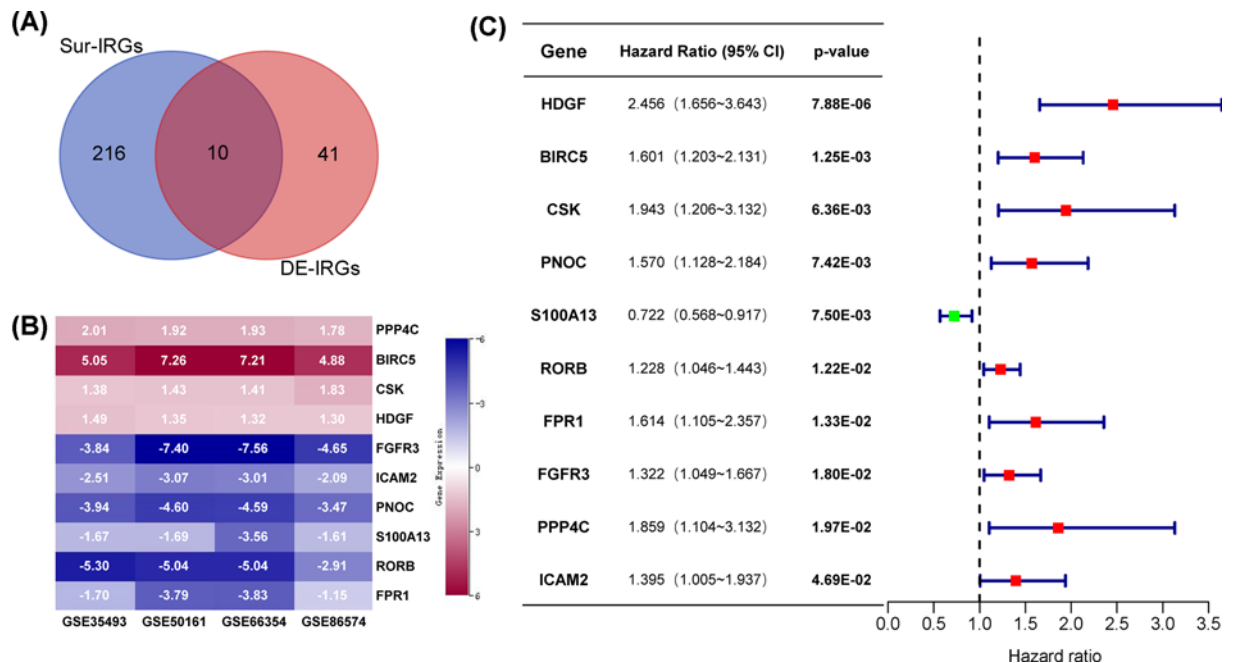 (A)
Sur-IRGs
216
10
41
DE-IRGs
(B)
2.01 1.92 1.93 1.78 PPP4C
5.05 7.26 7.21 4.88 BIRC5
1.38 1.43 1.41 1.83 CSK
1.49 1.35 1.32 1.30 HDGF
-3.84 -7.40 -7.56 -4.65 FGFR3
-2.51 -3.07 -3.01 -2.09 ICAM2
-3.94 -4.60 -4.59 -3.47 PNOC
-1.67 -1.69 -3.56 -1.61 S100A13
-5.30 -5.04 -5.04 -2.91 RORB
-1.70 -3.79 -3.83 -1.15 FPR1
GSE35493 GSE50161 GSE66354 GSE86574
Gene Expression
-6
-3
0
3
6
(C)
Gene Hazard Ratio (95% CI) p-value
HDGF 2.456 (1.656~3.643) 7.88E-06
BIRC5 1.601 (1.203~2.131) 1.25E-03
CSK 1.943 (1.206~3.132) 6.36E-03
PNOC 1.570 (1.128~2.184) 7.42E-03
S100A13 0.722 (0.568~0.917) 7.50E-03
RORB 1.228 (1.046~1.443) 1.22E-02
FPR1 1.614 (1.105~2.357) 1.33E-02
FGFR3 1.322 (1.049~1.667) 1.80E-02
PPP4C 1.859 (1.104~3.132) 1.97E-02
ICAM2 1.395 (1.005~1.937) 4.69E-02
0.0 0.5 1.0 1.5 2.0 2.5 3.0 3.5
Hazard ratio